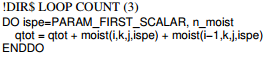 !DIR$ LOOP COUNT (3)
DO ispe=PARAM_FIRST_SCALAR, n_moist
qtot = qtot + moist(i,k,j,ispe) + moist(i−1,k,j,ispe)
ENDDO